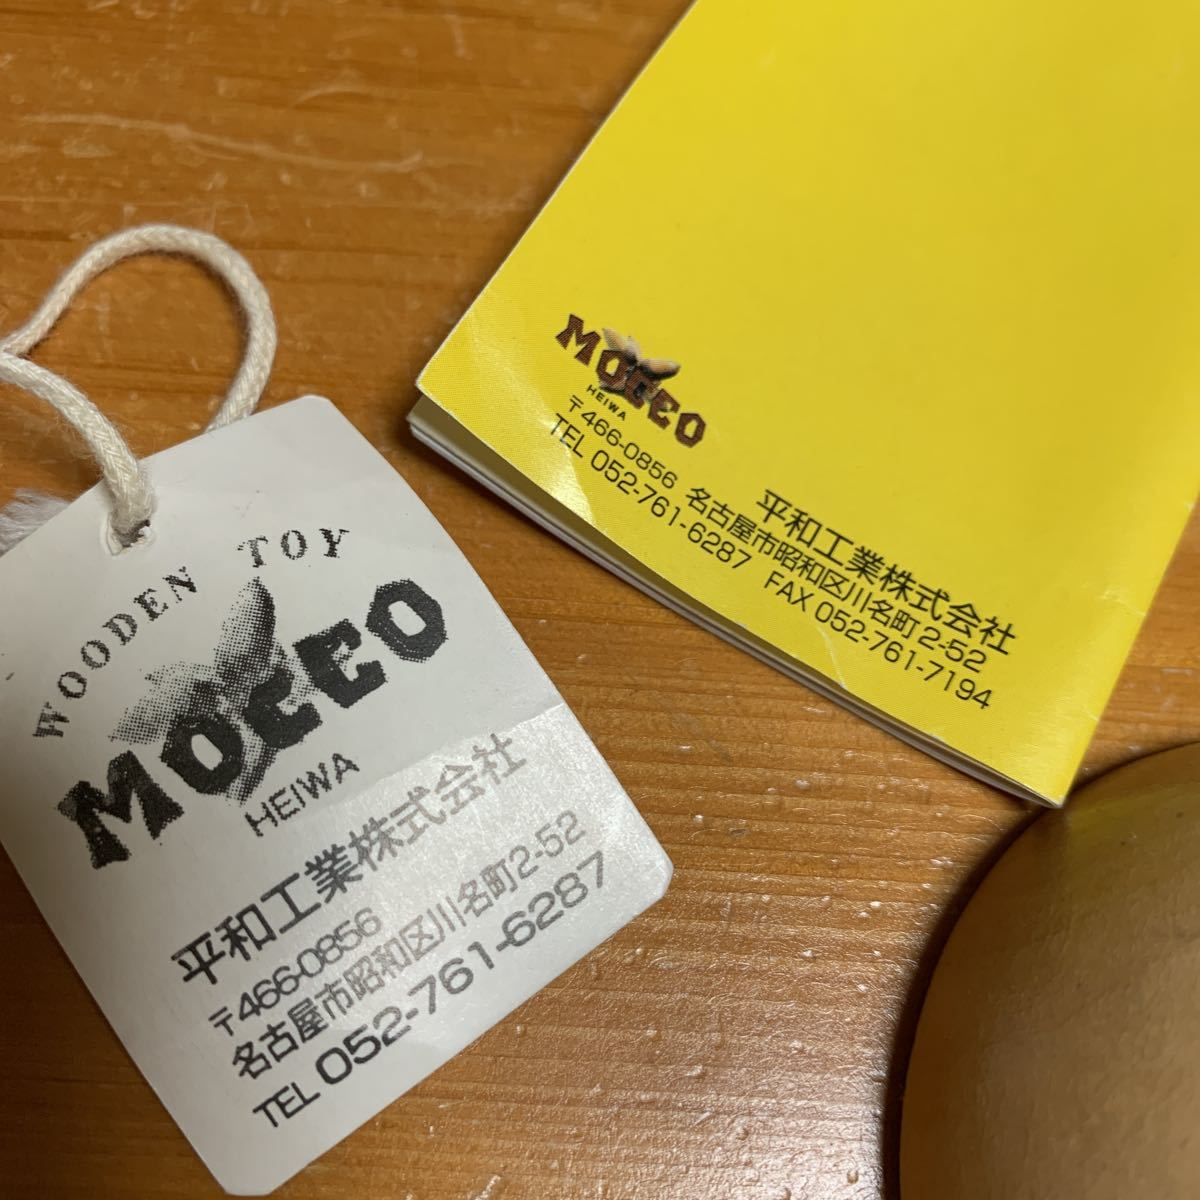 WOODEN TOY
MOCCO
HEIWA
平和工業株式会社
〒466-0856
名古屋市昭和区川名町2-52
TEL 052-761-6287
MOCCO
HEIWA
平和工業株式会社
〒466-0856 名古屋市昭和区川名町2-52
TEL 052-761-6287 FAX 052-761-7194